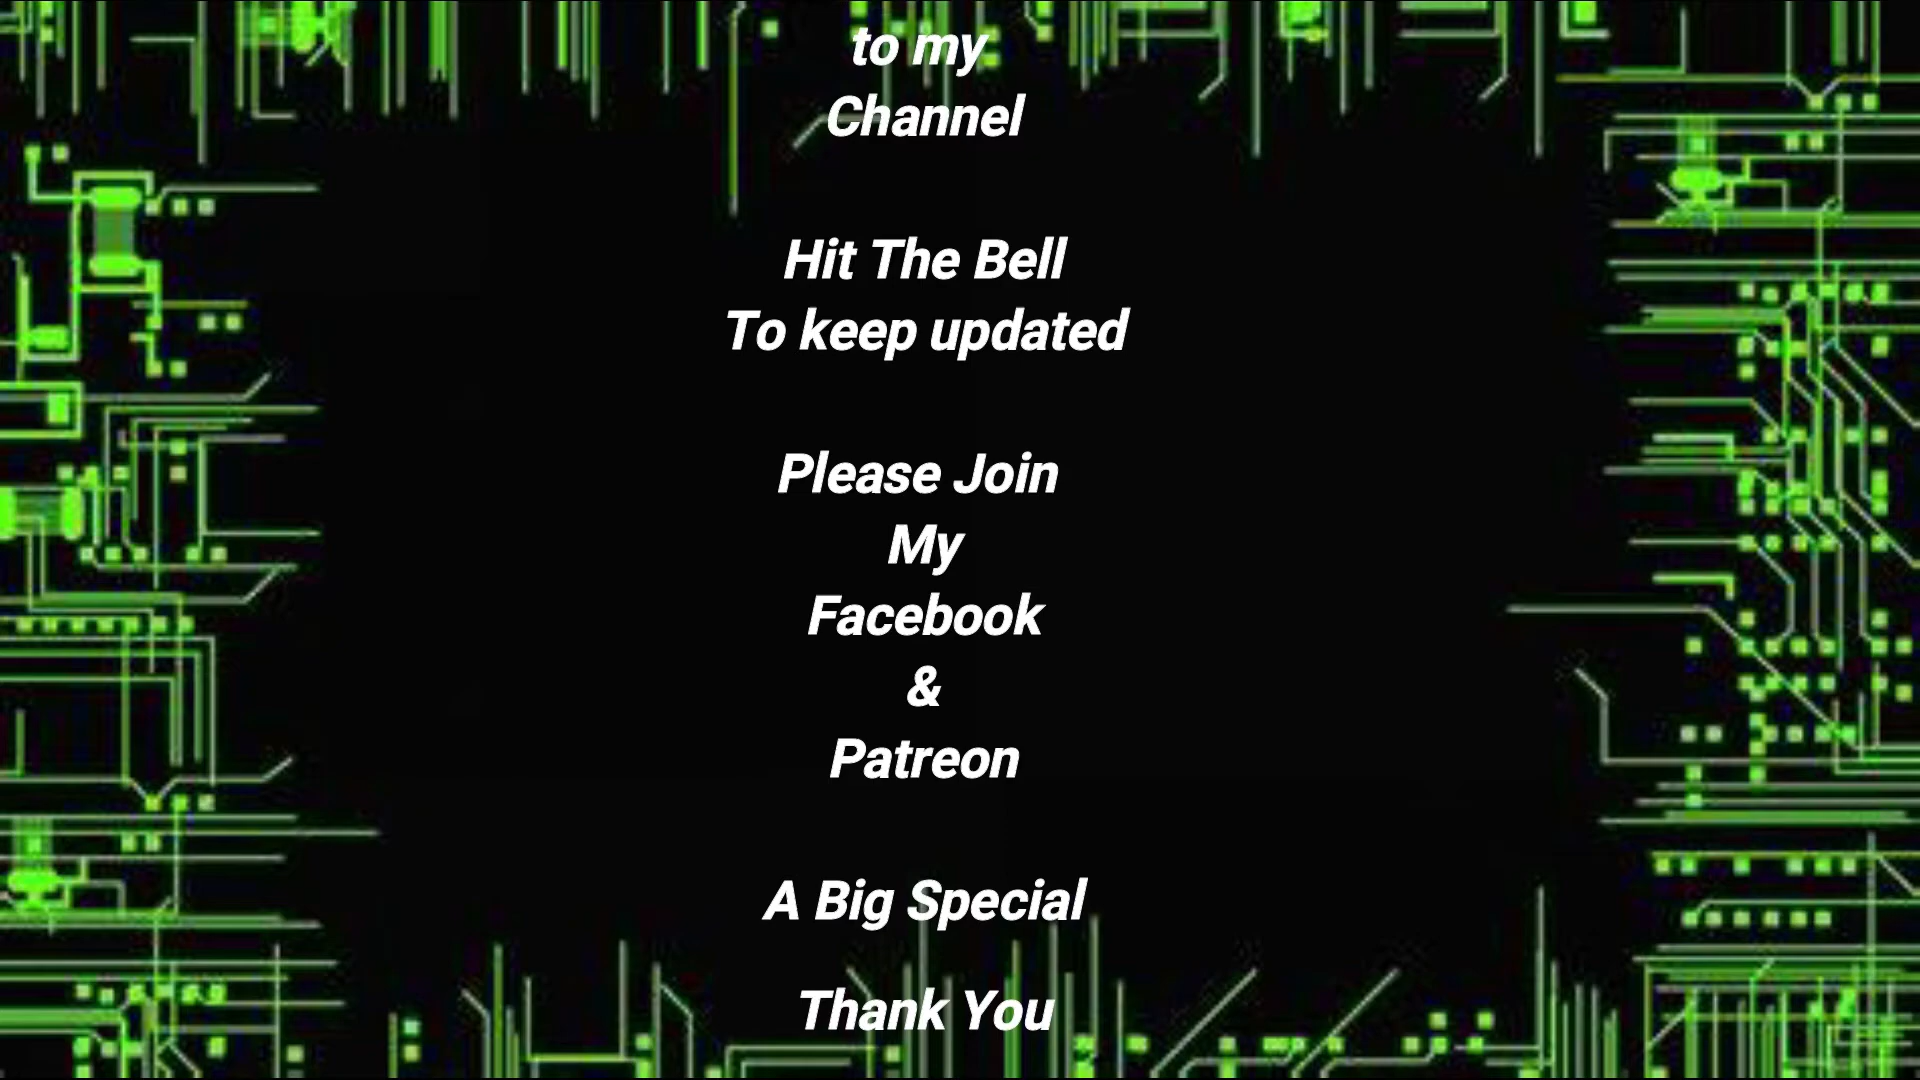 to my
Channel
Hit The Bell
To keep updated
Please Join
My
Facebook
&
Patreon
A Big Special
Thank You